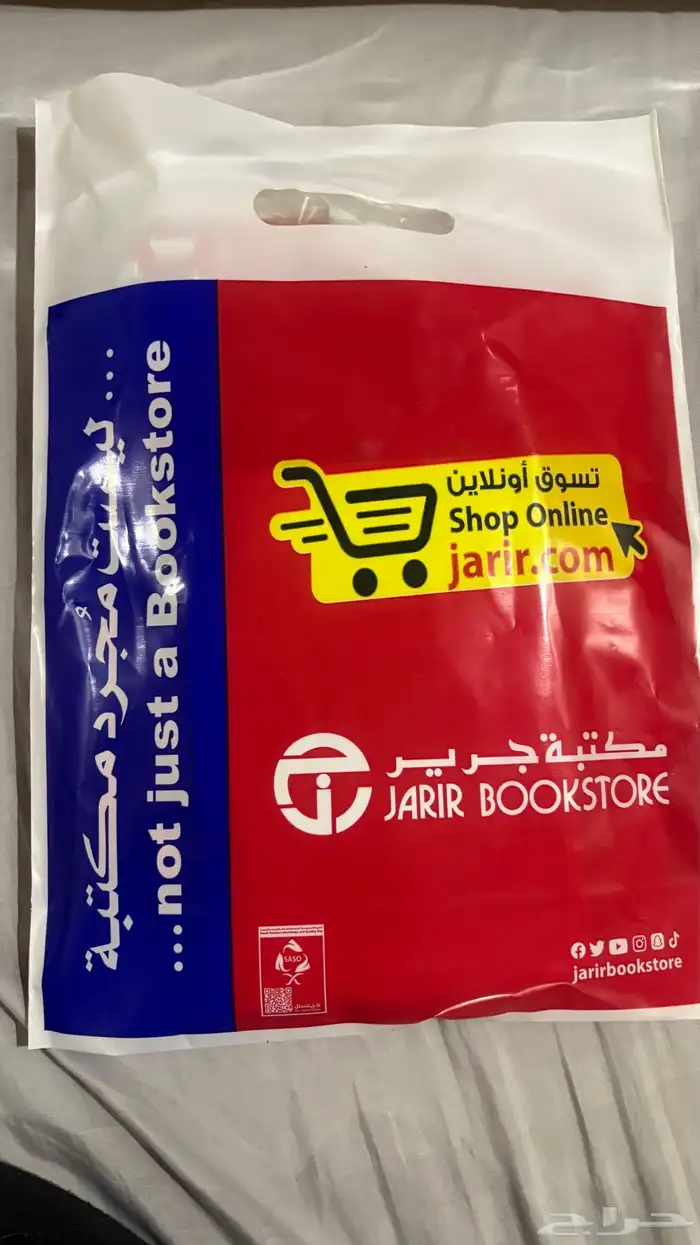 ليست مجرد مكتبة ...
...not just a Bookstore
تسوق أونلاين
Shop Online
jarir.com
مكتبة جرير
JARIR BOOKSTORE
SASO
jarirbookstore
حراج